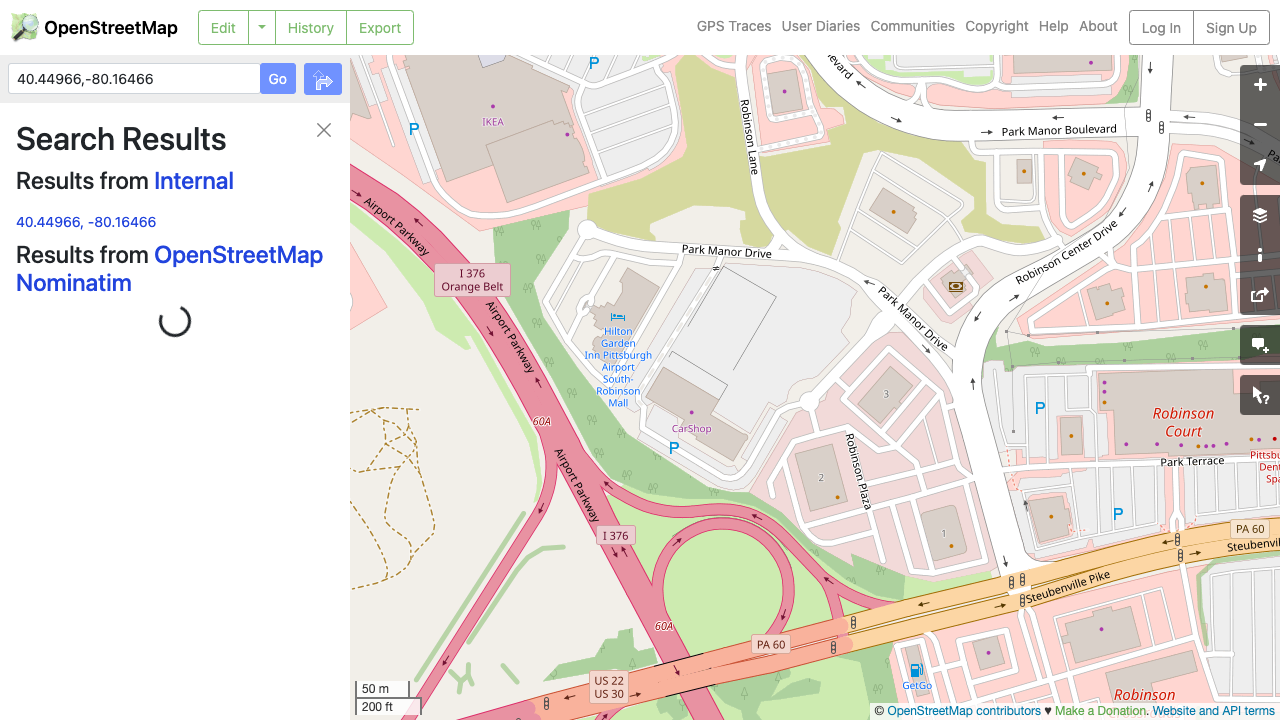 OpenStreetMap
Edit
History
Export
GPS Traces
User Diaries
Communities
Copyright
Help
About
Log In
Sign Up
40.44966,-80.16466
Go
Search Results
Results from Internal
40.44966, -80.16466
Results from OpenStreetMap
Nominatim
P
IKEA
P
Robinson Lane
Park Manor Boulevard
Airport Parkway
I 376
Orange Belt
Park Manor Drive
Robinson Center Drive
Airport Parkway
Park Manor Drive
Hilton
Garden
Inn Pittsburgh
Airport
South-
Robinson
Mall
CarShop
P
3
P
Robinson
Court
60A
Airport Parkway
2
Robinson Plaza
Park Terrace
P
I 376
1
PA 60
Steubenville Pike
60A
PA 60
US 22
US 30
GetGo
Robinson
50 m
200 ft
© OpenStreetMap contributors ♥ Make a Donation. Website and API terms